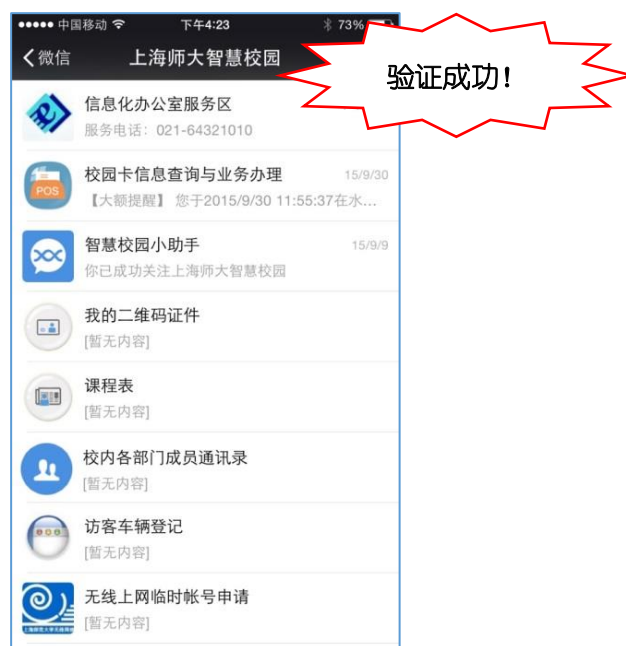 中国移动 下午4:23 73%
微信 上海师大智慧校园
验证成功!
信息化办公室服务区
服务电话: 021-64321010
校园卡信息查询与业务办理 15/9/30
POS
【大额提醒】 您于2015/9/30 11:55:37在水...
智慧校园小助手 15/9/9
你已成功关注上海师大智慧校园
我的二维码证件
[暂无内容]
课程表
[暂无内容]
校内各部门成员通讯录
[暂无内容]
访客车辆登记
[暂无内容]
无线上网临时帐号申请
[暂无内容]